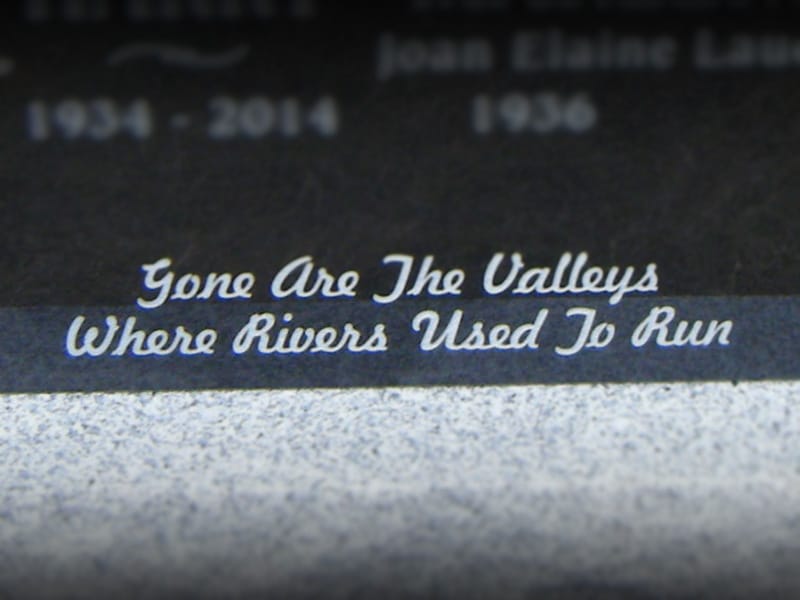 Joan Elaine
1934 - 2014 1936
Gone Are The Valleys
Where Rivers Used To Run